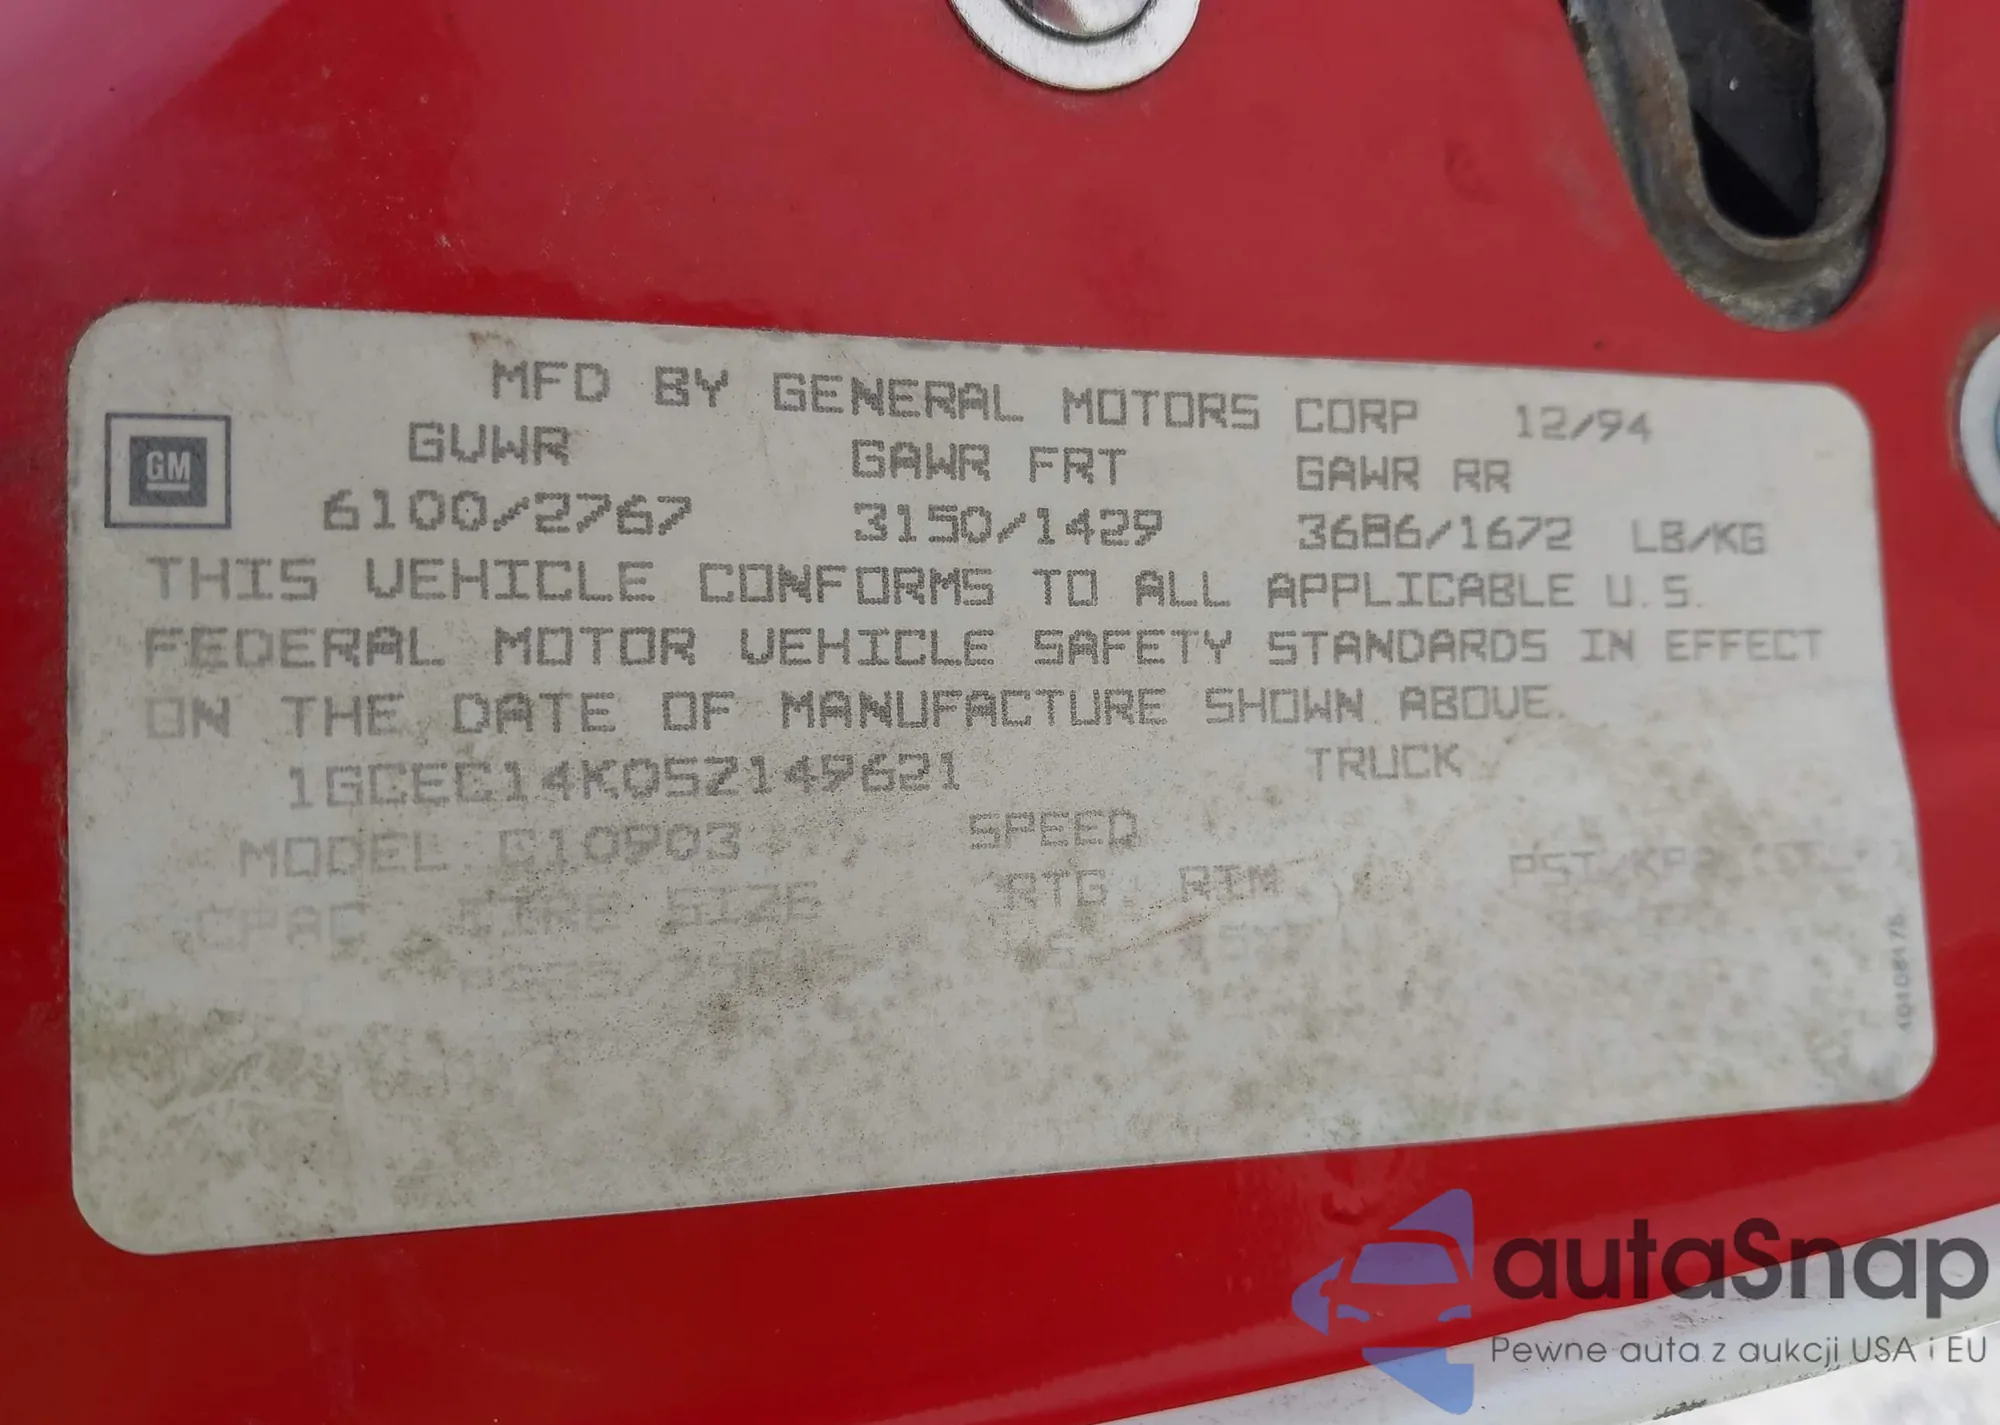 MFD BY GENERAL MOTORS CORP 12/94
GM
GVWR GAWR FRT GAWR RR
6100/2767 3150/1429 3686/1672 LB/KG
THIS VEHICLE CONFORMS TO ALL APPLICABLE U.S.
FEDERAL MOTOR VEHICLE SAFETY STANDARDS IN EFFECT
ON THE DATE OF MANUFACTURE SHOWN ABOVE.
1GCEC14K0SZ149621 TRUCK
MODEL C10903 SPEED
CPAC TIRE SIZE RTG RIM
autaSnap
Pewne auta z aukcji USA i EU